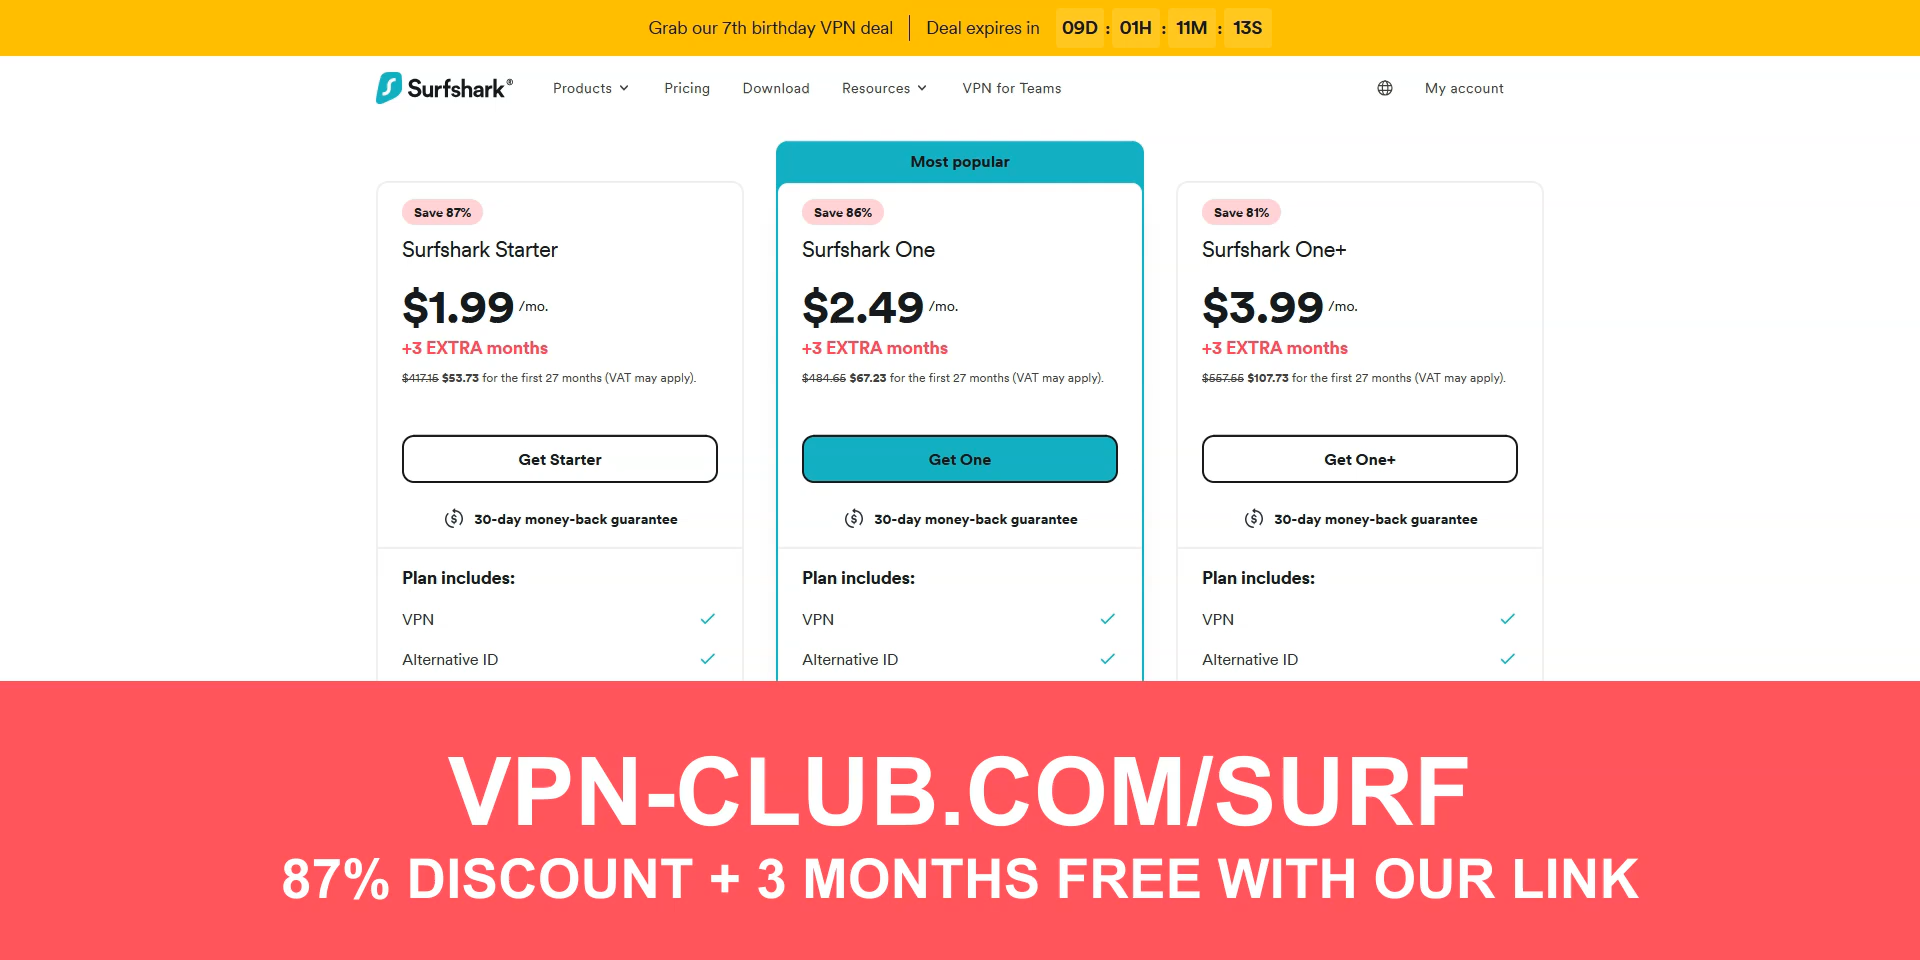 Grab our 7th birthday VPN deal | Deal expires in 09D : 01H : 11M : 13S
Surfshark® Products Pricing Download Resources VPN for Teams My account
Most popular
Save 87%
Surfshark Starter
$1.99 /mo.
+3 EXTRA months
$417.15 $53.73 for the first 27 months (VAT may apply).
Get Starter
30-day money-back guarantee
Plan includes:
VPN
Alternative ID
Save 86%
Surfshark One
$2.49 /mo.
+3 EXTRA months
$484.65 $67.23 for the first 27 months (VAT may apply).
Get One
30-day money-back guarantee
Plan includes:
VPN
Alternative ID
Save 81%
Surfshark One+
$3.99 /mo.
+3 EXTRA months
$557.55 $107.73 for the first 27 months (VAT may apply).
Get One+
30-day money-back guarantee
Plan includes:
VPN
Alternative ID
VPN-CLUB.COM/SURF
87% DISCOUNT + 3 MONTHS FREE WITH OUR LINK